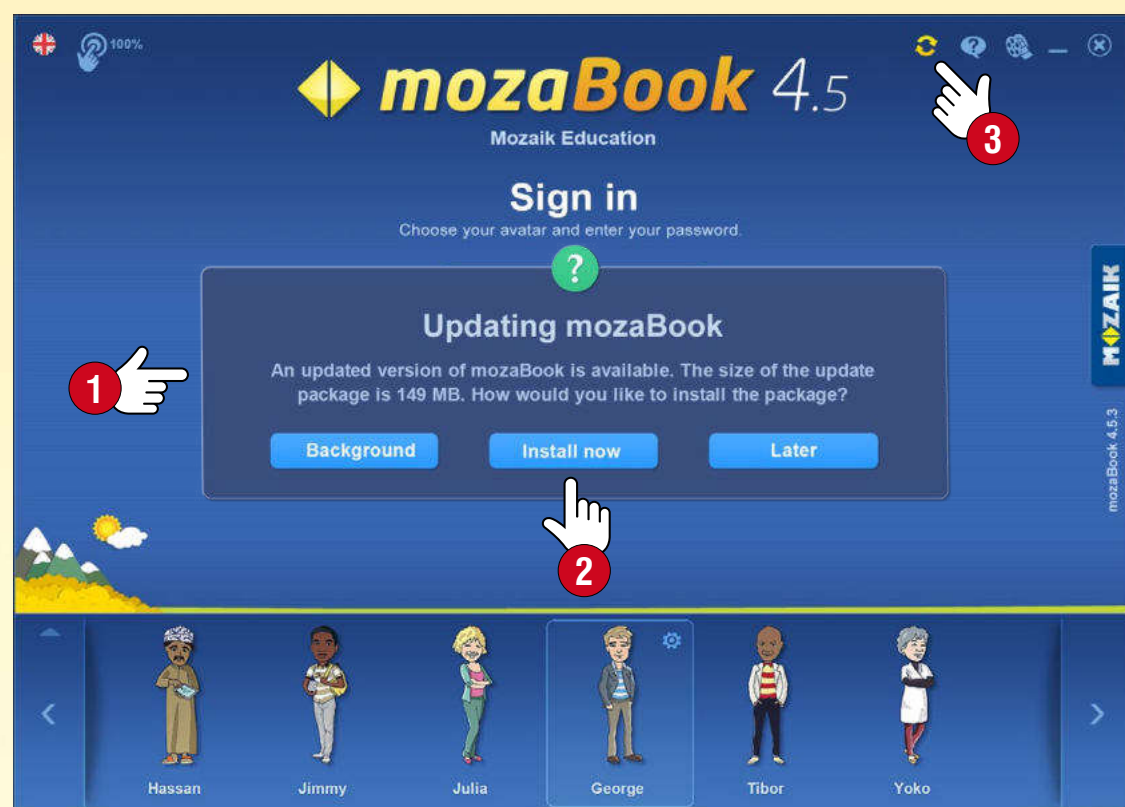 100%
mozaBook 4.5
Mozaik Education
3
Sign in
Choose your avatar and enter your password.
?
Updating mozaBook
An updated version of mozaBook is available. The size of the update
package is 149 MB. How would you like to install the package?
1
Background
Install now
Later
2
MOZAIK
mozaBook 4.5.3
Hassan
Jimmy
Julia
George
Tibor
Yoko